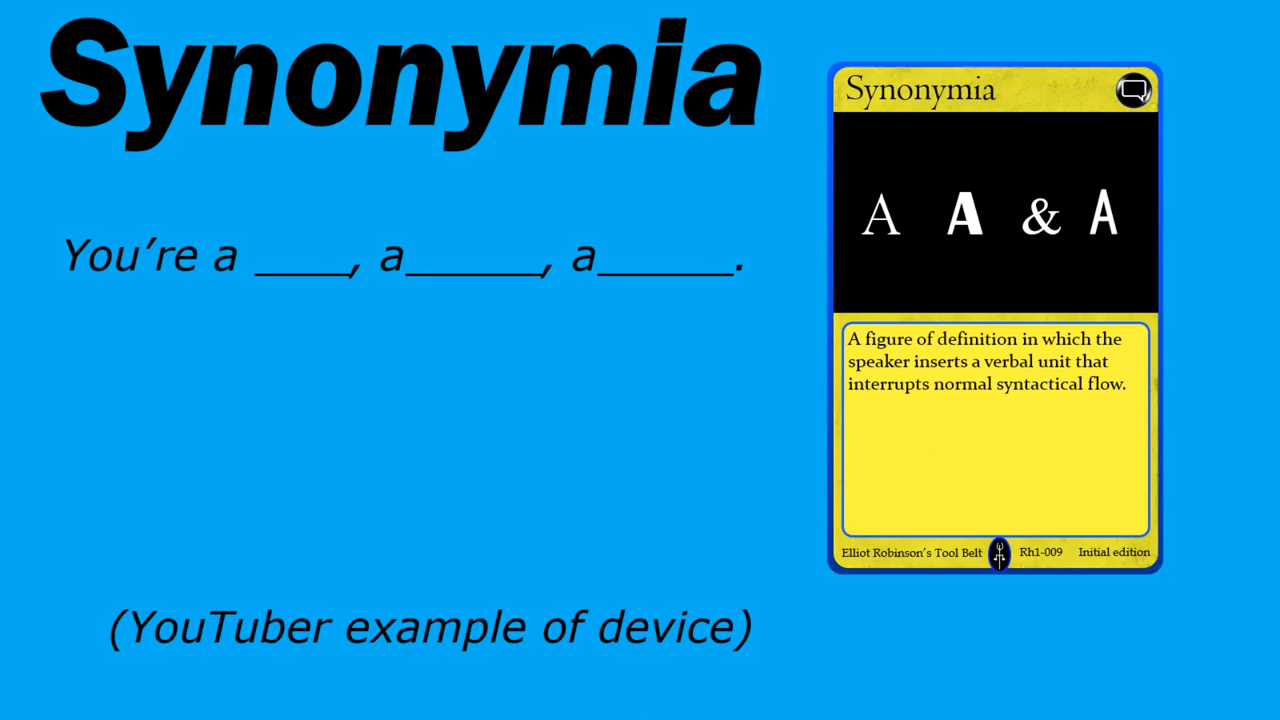 Synonymia
You’re a ____, a______, a______.
(YouTuber example of device)
Synonymia
A A & A
A figure of definition in which the
speaker inserts a verbal unit that
interrupts normal syntactical flow.
Elliot Robinson's Tool Belt Rh1-009 Initial edition